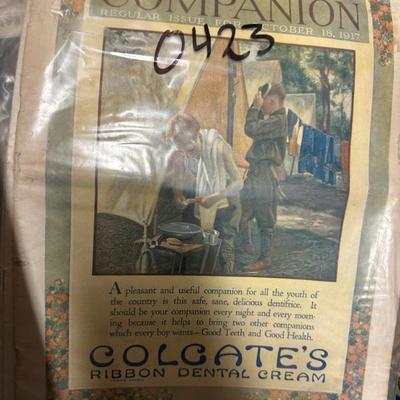 COMPANION
REGULAR ISSUE FOR OCTOBER 18, 1917
0423
A pleasant and useful companion for all the youth of
the country is this safe, sane, delicious dentifrice. It
should be your companion every night and every morn-
ing because it helps to bring two other companions
which every boy wants—Good Teeth and Good Health.
COLGATE'S
RIBBON DENTAL CREAM